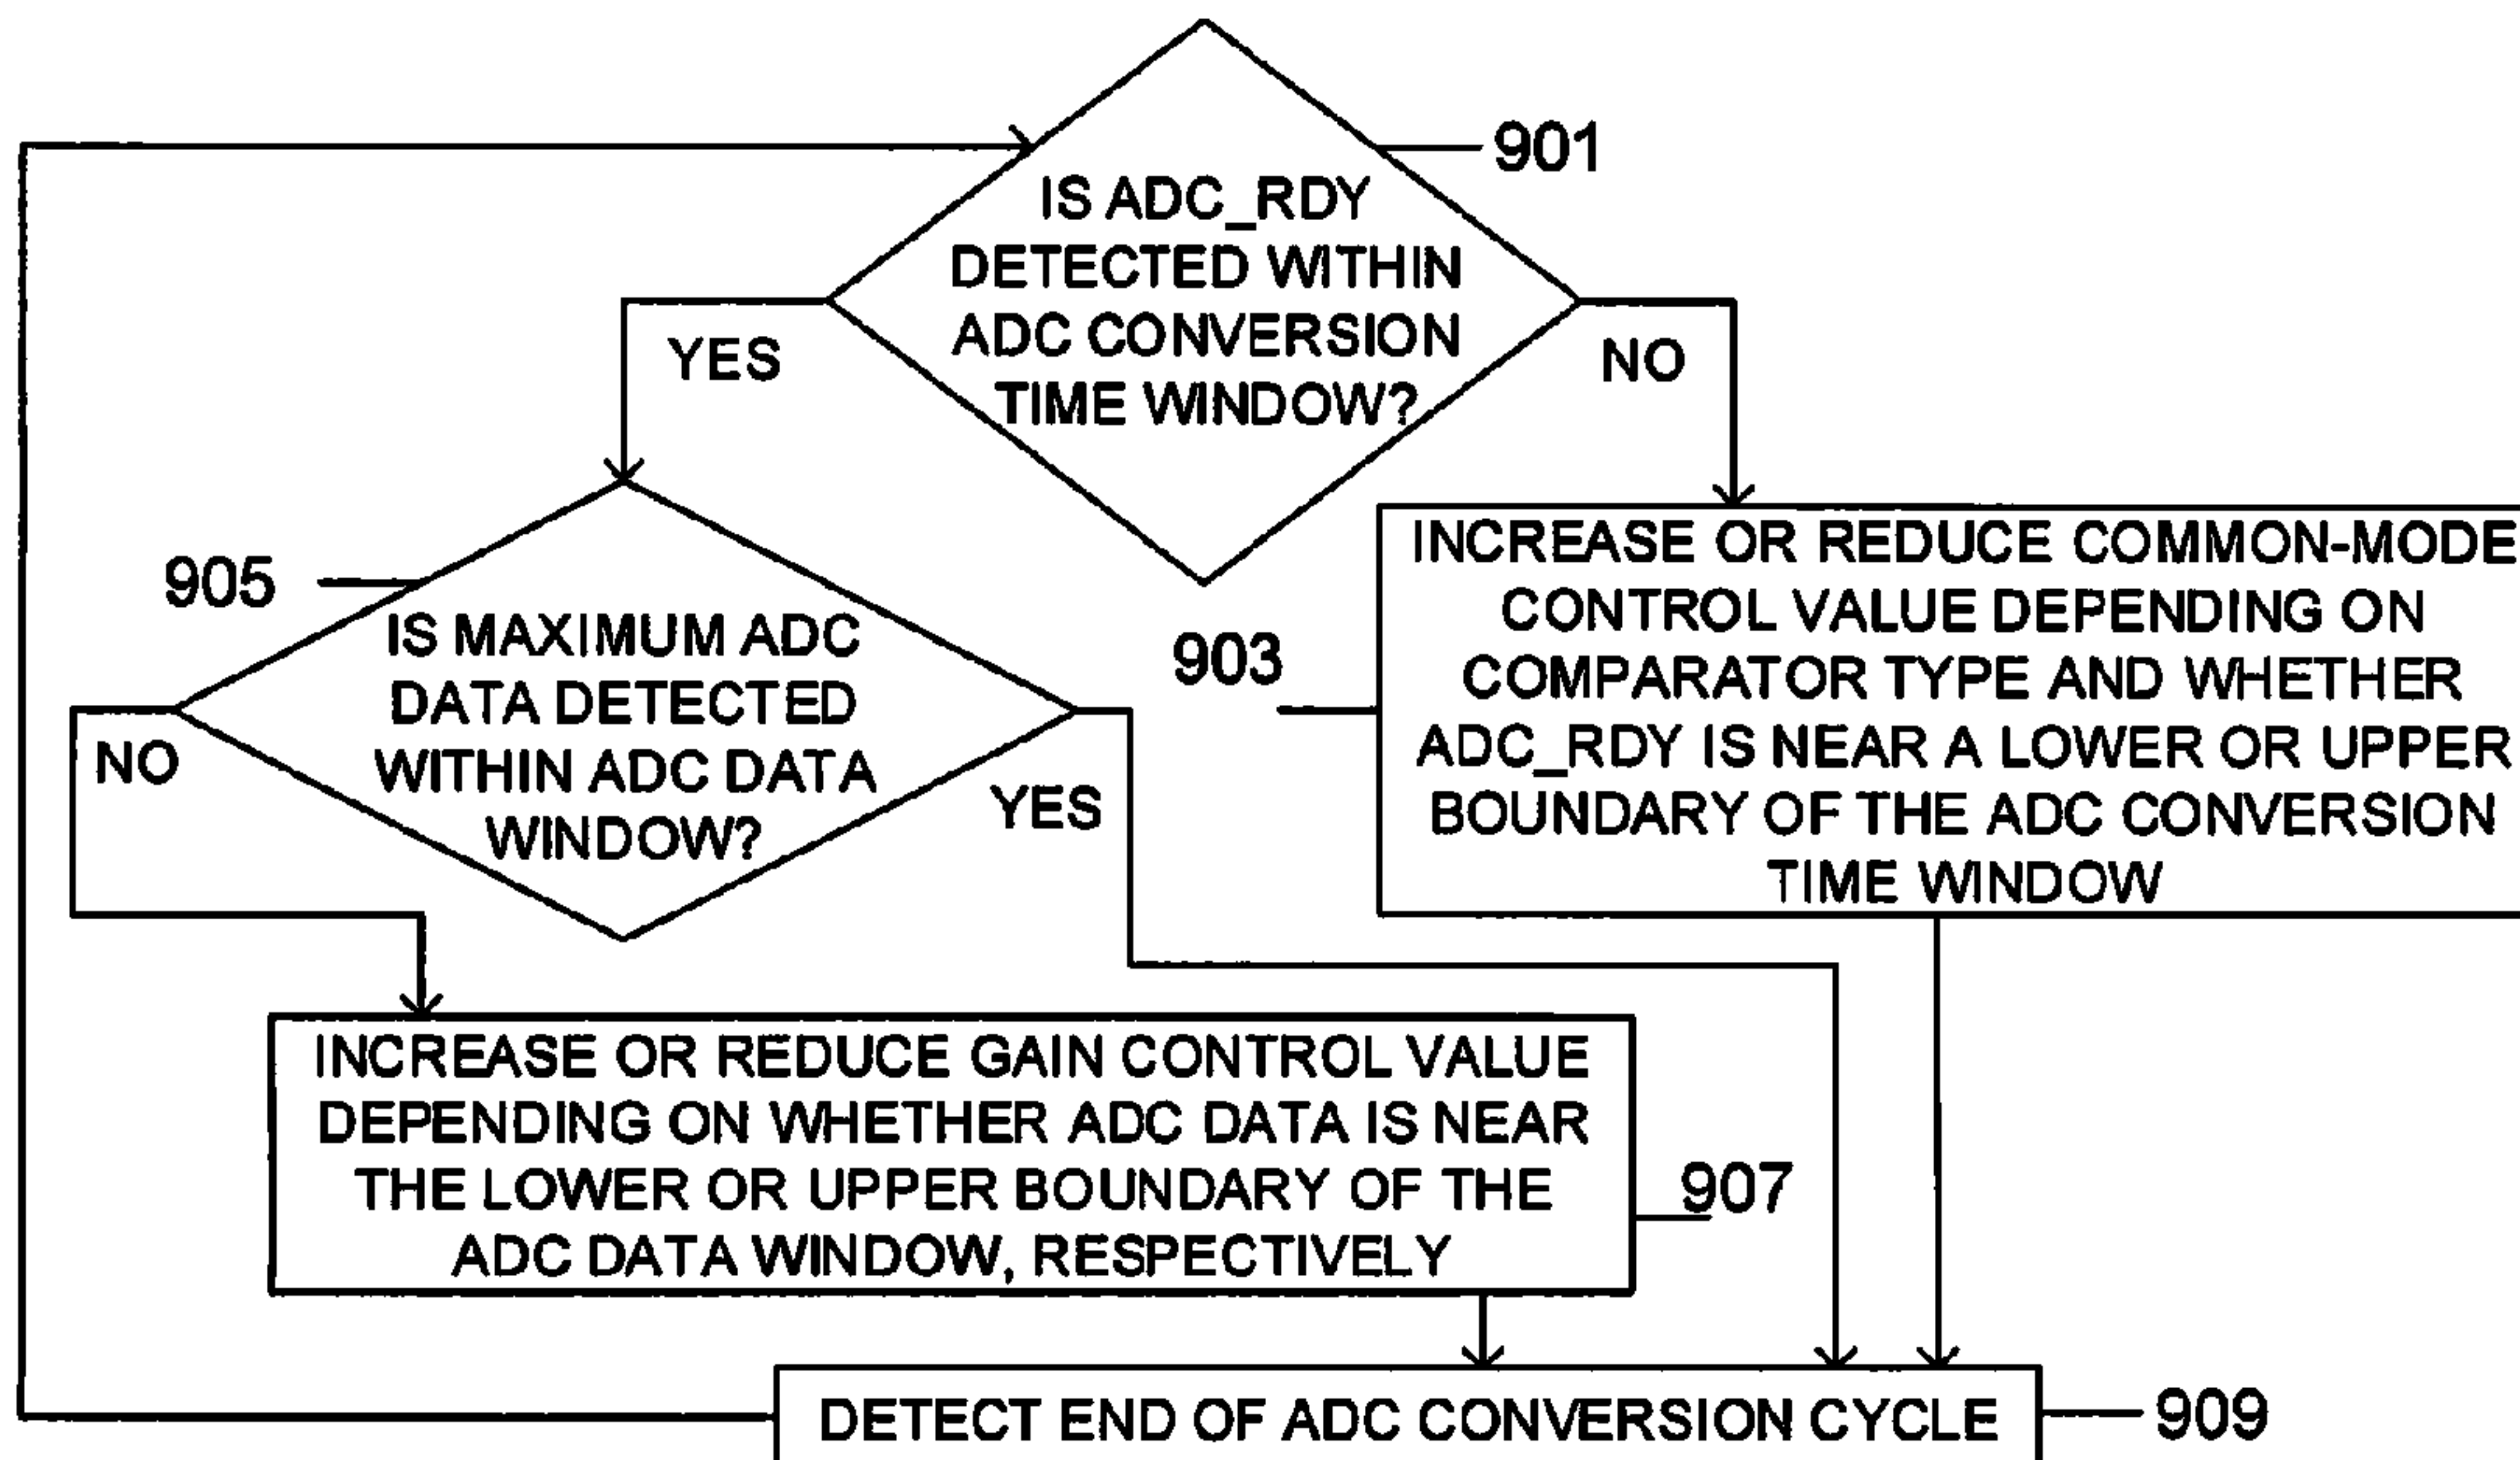 901
IS ADC_RDY
DETECTED WITHIN
ADC CONVERSION
TIME WINDOW?
YES
NO
905
IS MAXIMUM ADC
DATA DETECTED
WITHIN ADC DATA
WINDOW?
NO
YES
903
INCREASE OR REDUCE COMMON-MODE
CONTROL VALUE DEPENDING ON
COMPARATOR TYPE AND WHETHER
ADC_RDY IS NEAR A LOWER OR UPPER
BOUNDARY OF THE ADC CONVERSION
TIME WINDOW
INCREASE OR REDUCE GAIN CONTROL VALUE
DEPENDING ON WHETHER ADC DATA IS NEAR
THE LOWER OR UPPER BOUNDARY OF THE
ADC DATA WINDOW, RESPECTIVELY
907
DETECT END OF ADC CONVERSION CYCLE
909